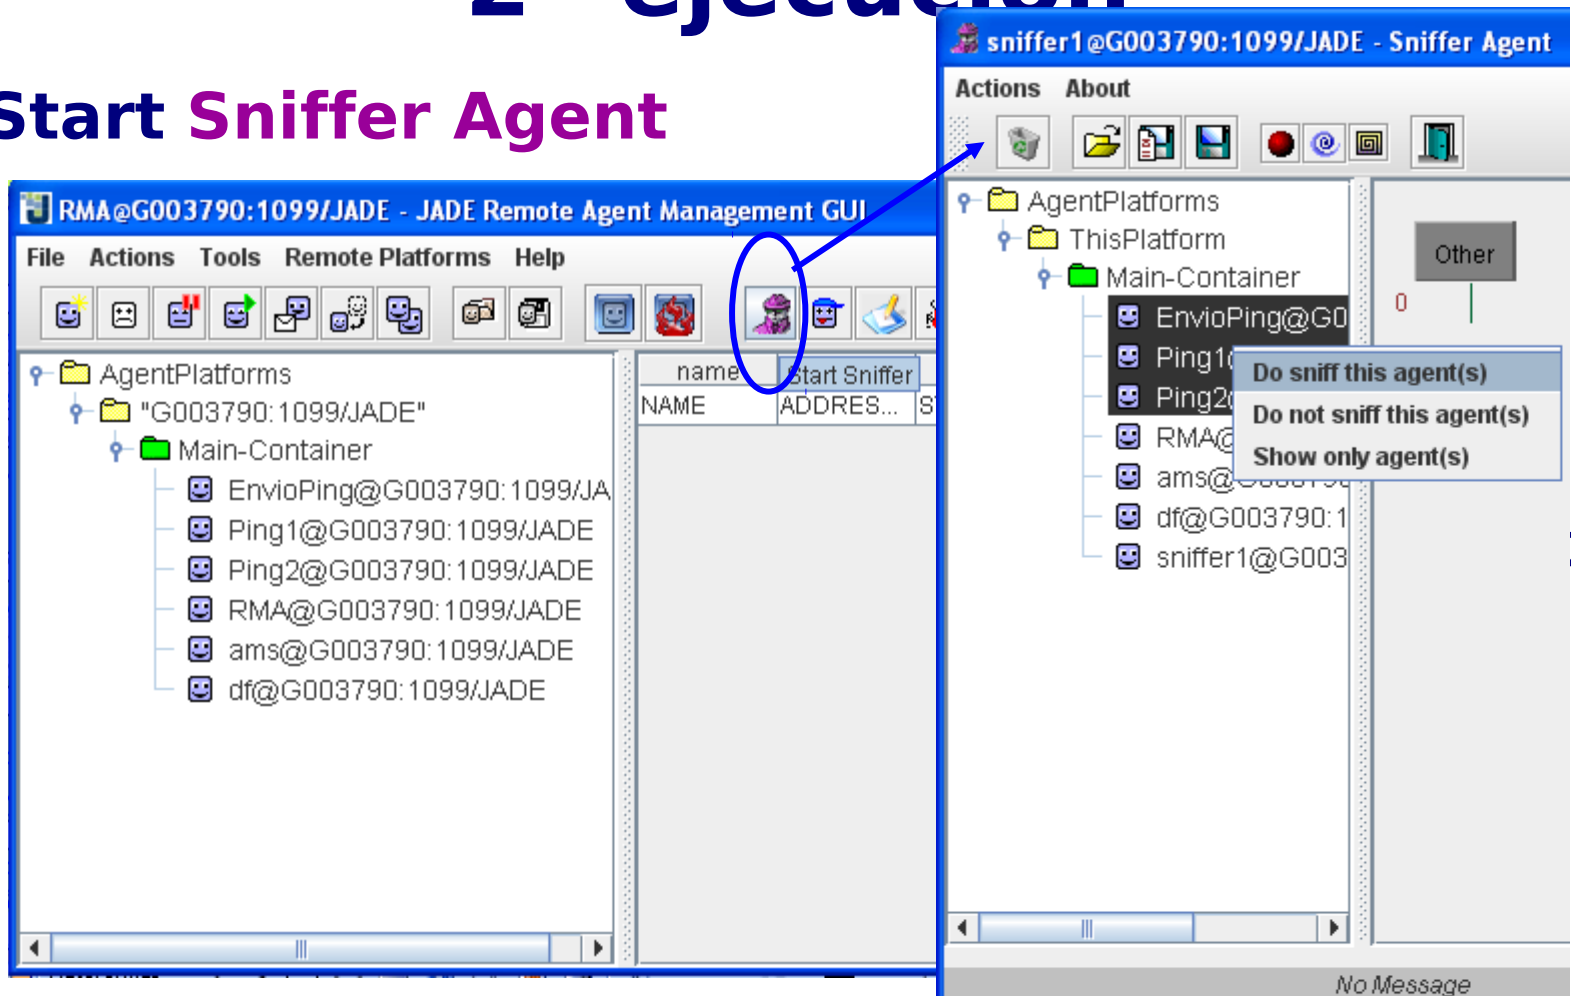 2ª ejecución
Start Sniffer Agent
RMA@G003790:1099/JADE - JADE Remote Agent Management GUI
File Actions Tools Remote Platforms Help
AgentPlatforms
"G003790:1099/JADE"
Main-Container
EnvioPing@G003790:1099/JA
Ping1@G003790:1099/JADE
Ping2@G003790:1099/JADE
RMA@G003790:1099/JADE
ams@G003790:1099/JADE
df@G003790:1099/JADE
name
Start Sniffer
NAME ADDRES...
sniffer1@G003790:1099/JADE - Sniffer Agent
Actions About
AgentPlatforms
ThisPlatform
Main-Container
EnvioPing@G0
Ping1
Ping2
RMA@
ams@G003790
df@G003790:1
sniffer1@G003
Other
0
Do sniff this agent(s)
Do not sniff this agent(s)
Show only agent(s)
No Message